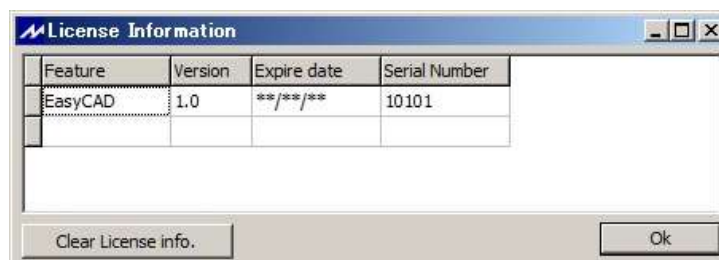 License Information
Feature Version Expire date Serial Number
EasyCAD 1.0 **/**/** 10101
Clear License info. Ok